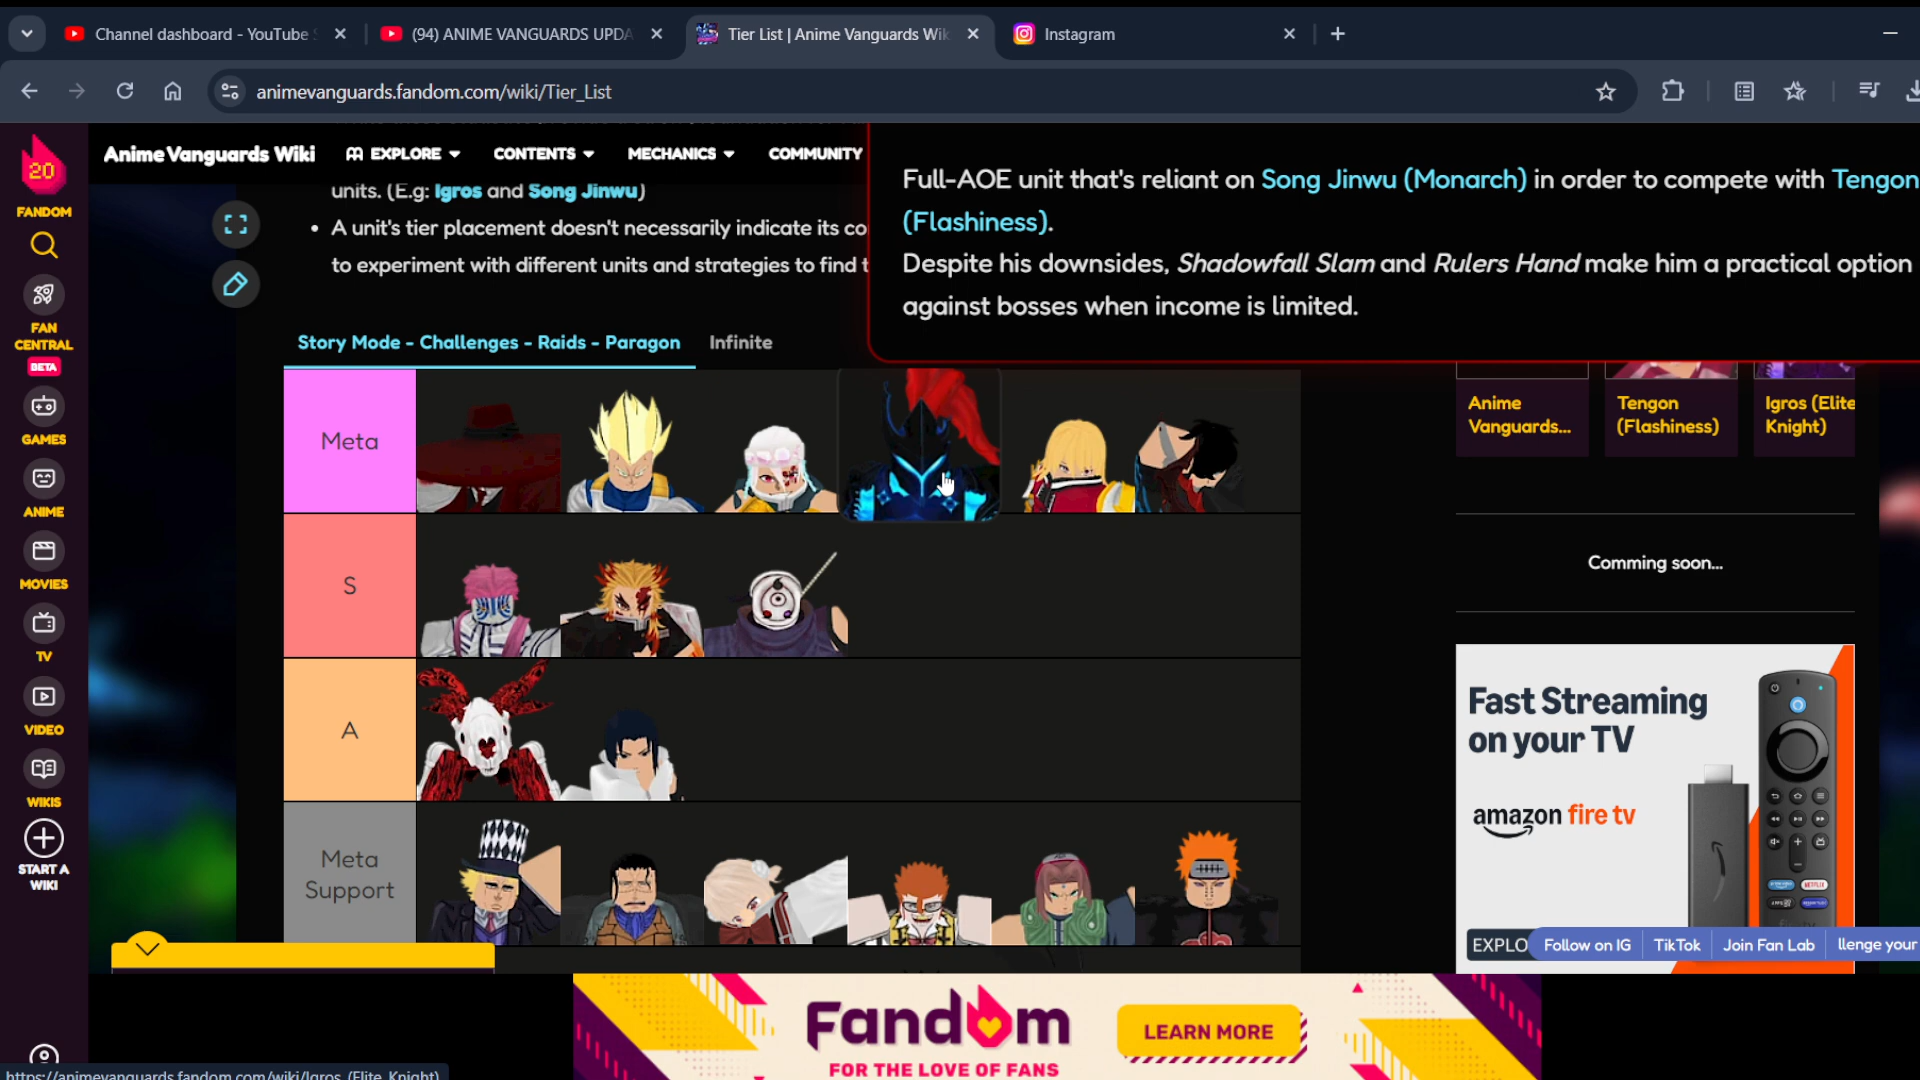 Channel dashboard - YouTube
(94) ANIME VANGUARDS UPDA
Tier List | Anime Vanguards Wik
Instagram
animevanguards.fandom.com/wiki/Tier_List
20
FANDOM
FAN
CENTRAL
BETA
GAMES
ANIME
MOVIES
TV
VIDEO
WIKIS
START A
WIKI
Anime Vanguards Wiki
EXPLORE
CONTENTS
MECHANICS
COMMUNITY
units. (E.g: Igros and Song Jinwu)
• A unit's tier placement doesn't necessarily indicate its co
to experiment with different units and strategies to find t
Full-AOE unit that's reliant on Song Jinwu (Monarch) in order to compete with Tengon
(Flashiness).
Despite his downsides, Shadowfall Slam and Rulers Hand make him a practical option
against bosses when income is limited.
Story Mode - Challenges - Raids - Paragon
Infinite
Meta
S
A
Meta
Support
Anime
Vanguards...
Tengon
(Flashiness)
Igros (Elite
Knight)
Comming soon...
Fast Streaming
on your TV
amazon fire tv
EXPLO
Follow on IG
TikTok
Join Fan Lab
llenge your
Fandom
FOR THE LOVE OF FANS
LEARN MORE
https://animevanguards.fandom.com/wiki/Igros_(Elite_Knight)